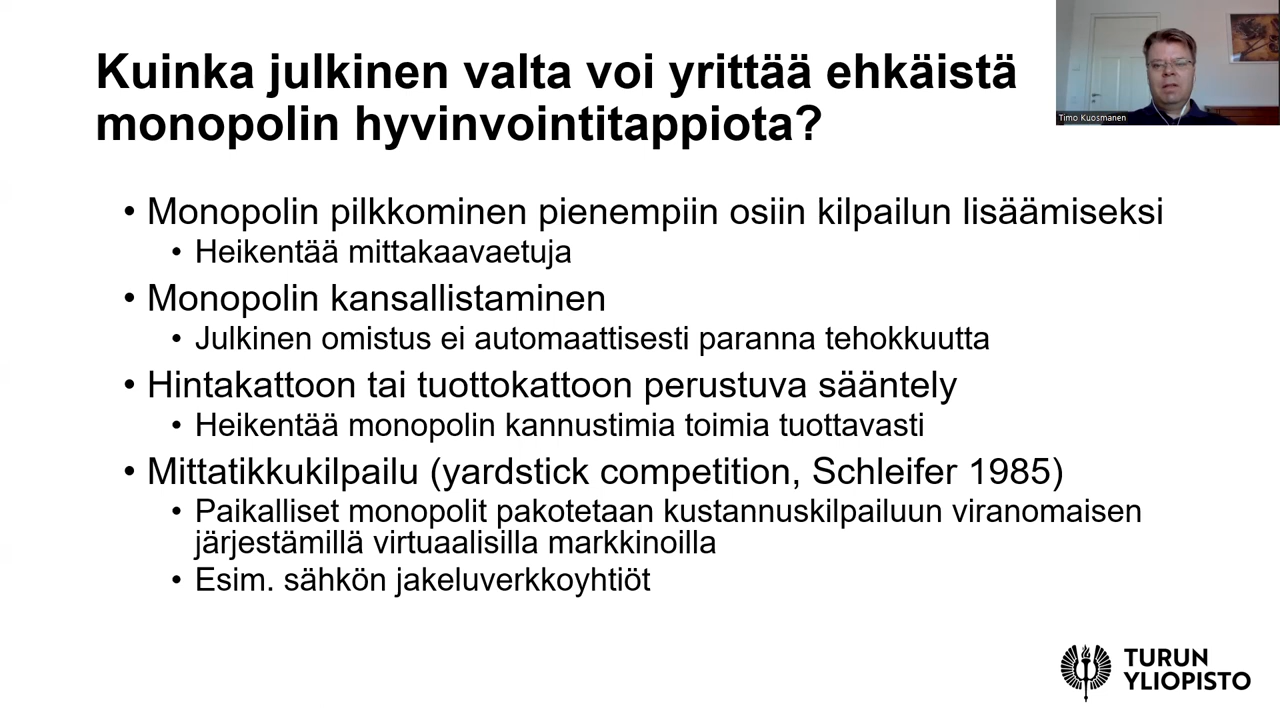 Kuinka julkinen valta voi yrittää ehkäistä
monopolin hyvinvointitappiota?
Timo Kuosmanen
• Monopolin pilkkominen pienempiin osiin kilpailun lisäämiseksi
• Heikentää mittakaavaetuja
• Monopolin kansallistaminen
• Julkinen omistus ei automaattisesti paranna tehokkuutta
• Hintakattoon tai tuottokattoon perustuva sääntely
• Heikentää monopolin kannustimia toimia tuottavasti
• Mittatikkukilpailu (yardstick competition, Schleifer 1985)
• Paikalliset monopolit pakotetaan kustannuskilpailuun viranomaisen
järjestämillä virtuaalisilla markkinoilla
• Esim. sähkön jakeluverkkoyhtiöt
TURUN
YLIOPISTO